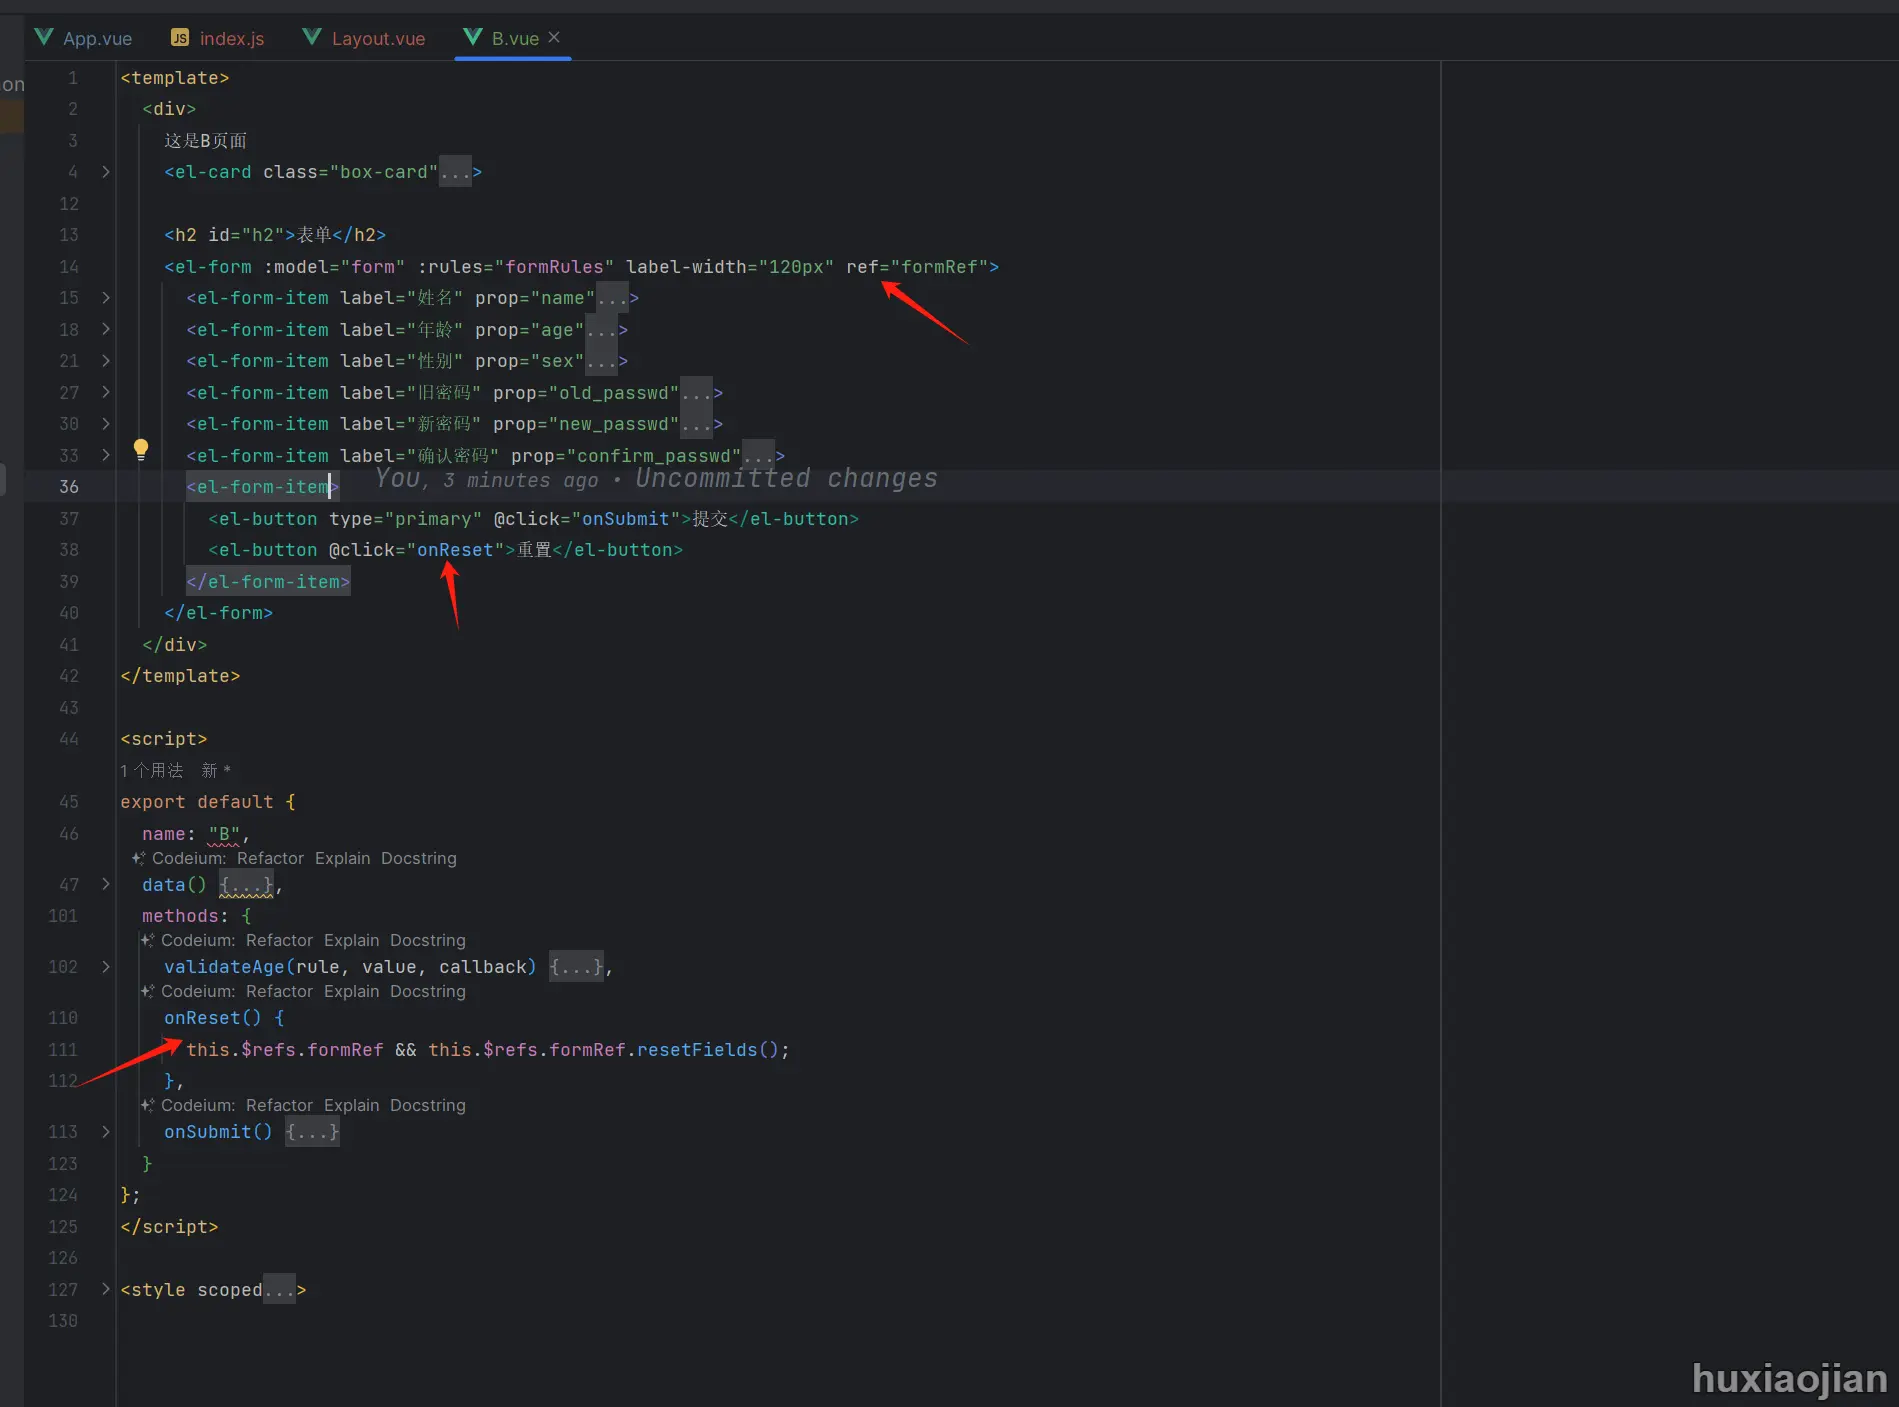 App.vue index.js Layout.vue B.vue
on
1 <template>
2 <div>
3 这是B页面
4 <el-card class="box-card"...>
12
13 <h2 id="h2">表单</h2>
14 <el-form :model="form" :rules="formRules" label-width="120px" ref="formRef">
15 <el-form-item label="姓名" prop="name"...>
18 <el-form-item label="年龄" prop="age"...>
21 <el-form-item label="性别" prop="sex"...>
27 <el-form-item label="旧密码" prop="old_passwd"...>
30 <el-form-item label="新密码" prop="new_passwd"...>
33 <el-form-item label="确认密码" prop="confirm_passwd"...>
36 <el-form-item> You, 3 minutes ago • Uncommitted changes
37 <el-button type="primary" @click="onSubmit">提交</el-button>
38 <el-button @click="onReset">重置</el-button>
39 </el-form-item>
40 </el-form>
41 </div>
42 </template>
43
44 <script>
1 个用法 新 *
45 export default {
46 name: "B",
Codeium: Refactor Explain Docstring
47 data() {...},
101 methods: {
Codeium: Refactor Explain Docstring
102 validateAge(rule, value, callback) {...},
Codeium: Refactor Explain Docstring
110 onReset() {
111 this.$refs.formRef && this.$refs.formRef.resetFields();
112 },
Codeium: Refactor Explain Docstring
113 onSubmit() {...}
123 }
124 };
125 </script>
126
127 <style scoped...>
130
huxiaojian